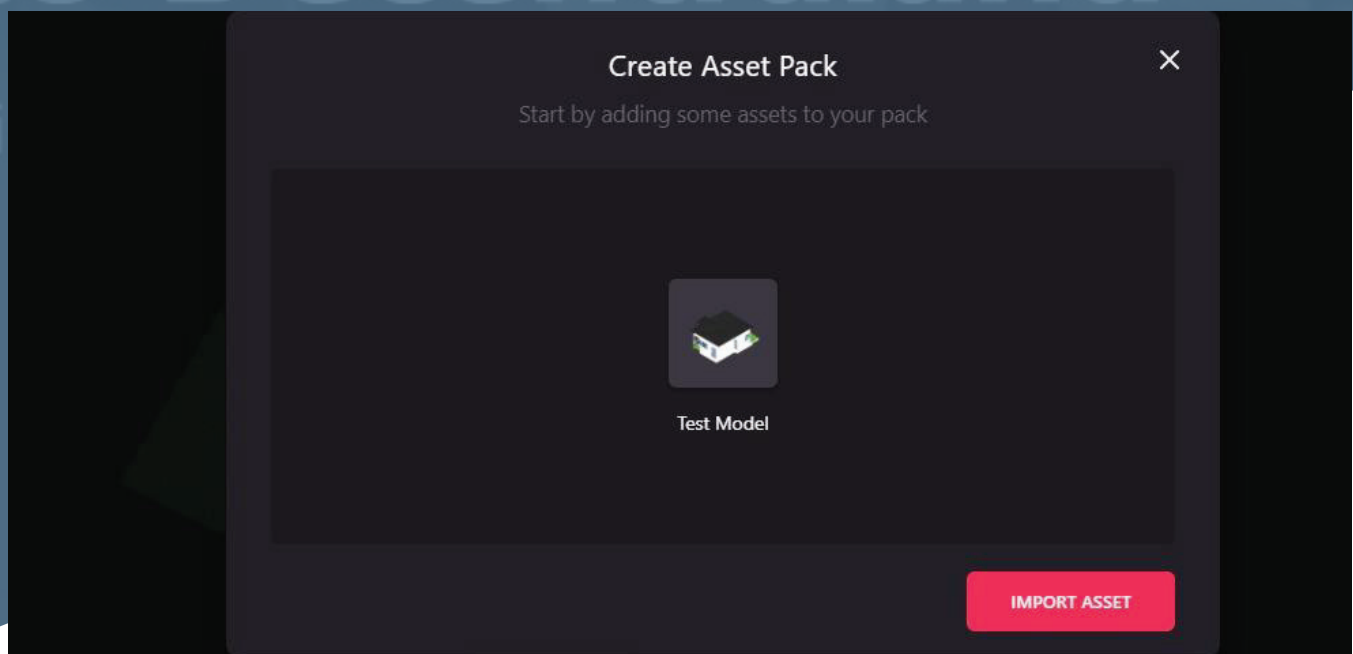 Create Asset Pack
Start by adding some assets to your pack
Test Model
IMPORT ASSET